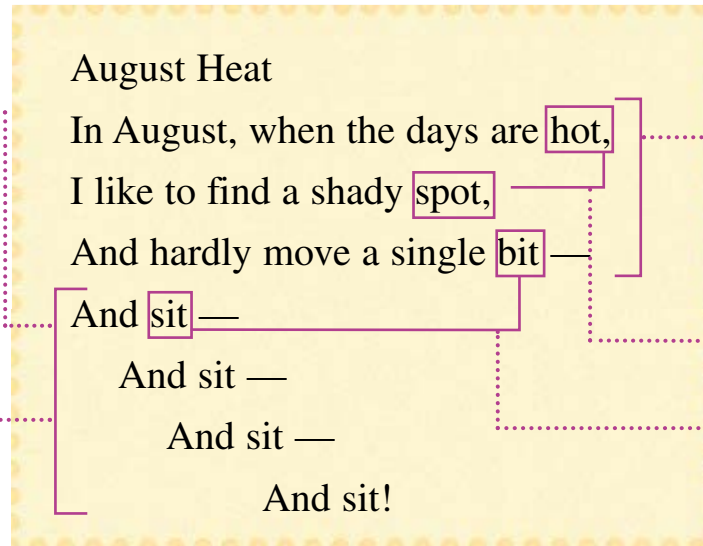 August Heat
In August, when the days are hot,
I like to find a shady spot,
And hardly move a single bit —
And sit —
And sit —
And sit —
And sit!